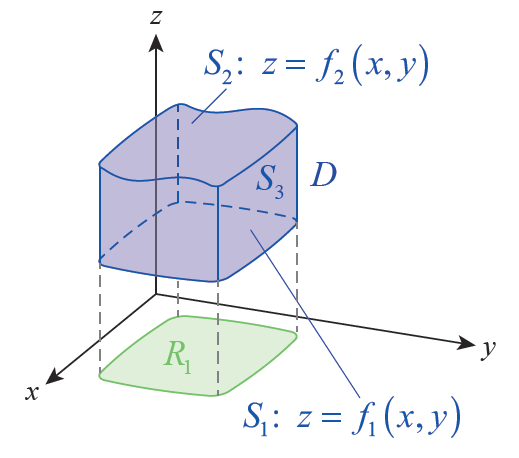 z
S₂: z = f₂(x, y)
S₃ D
R₁
y
x
S₁: z = f₁(x, y)